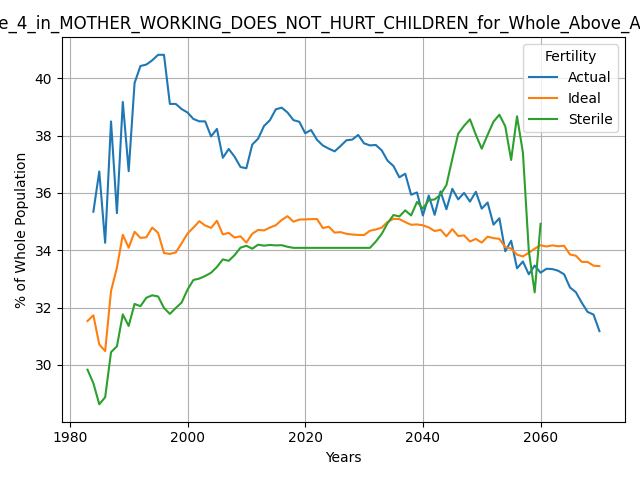 e_4_in_MOTHER_WORKING_DOES_NOT_HURT_CHILDREN_for_Whole_Above_A
Fertility
Actual
Ideal
Sterile
% of Whole Population
40
38
36
34
32
30
1980
2000
2020
2040
2060
Years